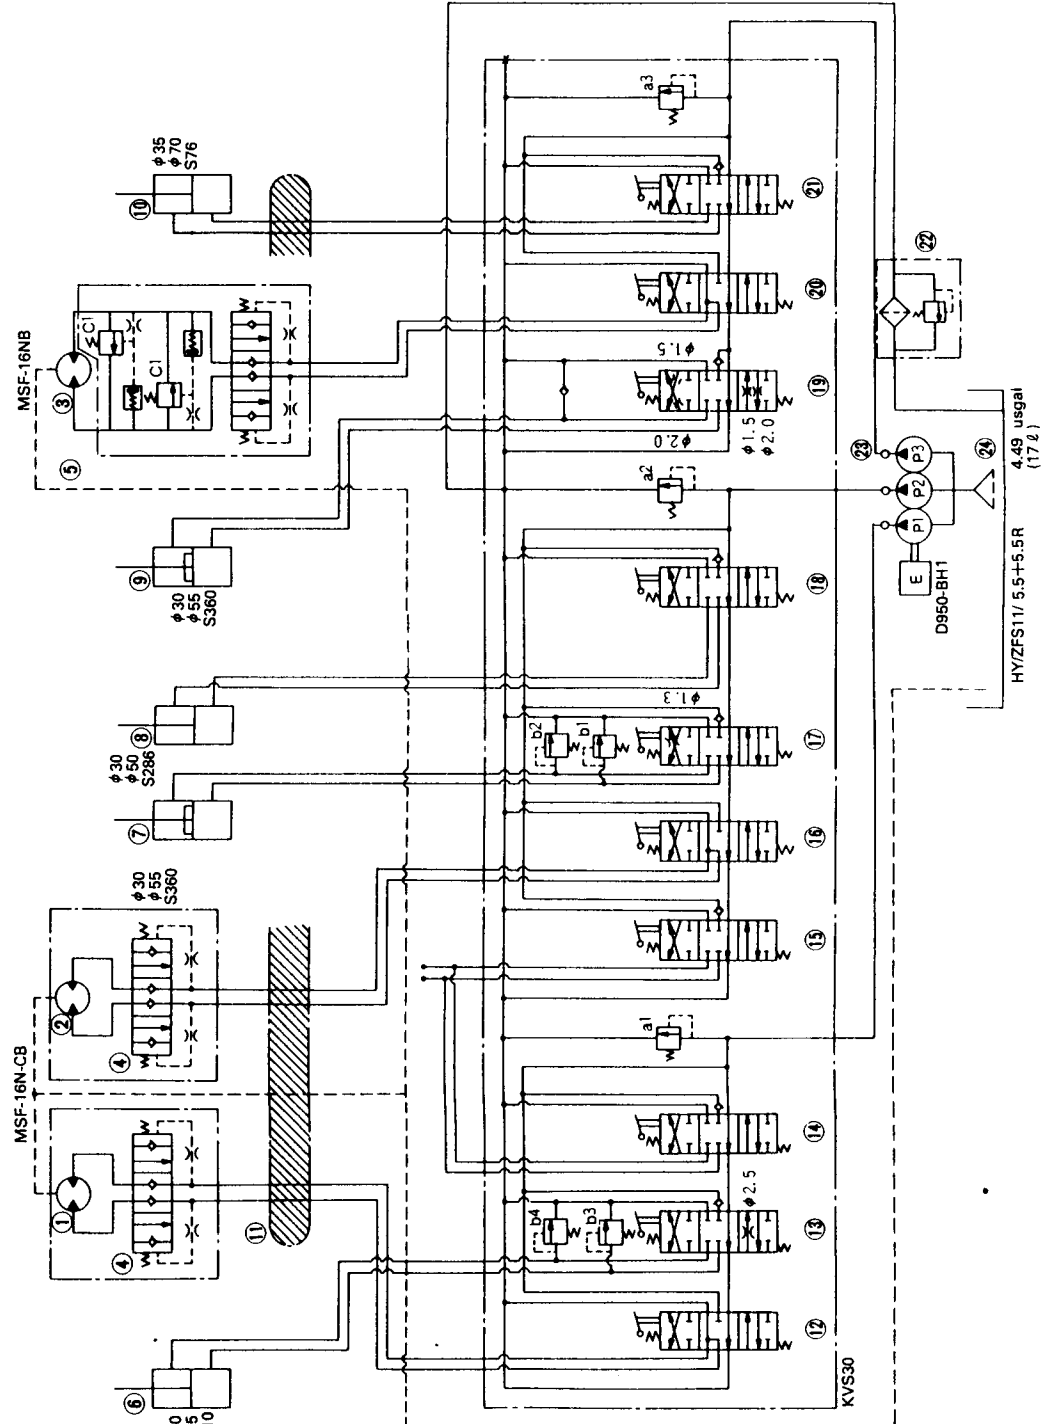 MSF-16N-CB
MSF-16NB
①
②
③
④
④
⑤
⑥
⑦
⑧
⑨
⑩
⑪
φ30
φ55
S360
φ30
φ50
S286
φ30
φ55
S360
φ35
φ70
S76
C1
C1
a1
a2
a3
b1
b2
b3
b4
φ2.5
φ1.3
φ2.0
φ1.5
φ1.5
φ2.0
⑫
⑬
⑭
⑮
⑯
⑰
⑱
⑲
⑳
㉑
㉒
㉓
㉔
KVS30
E
P1
P2
P3
D950-BH1
HY/ZFS11/ 5.5+5.5R
4.49 usgal
(17ℓ)